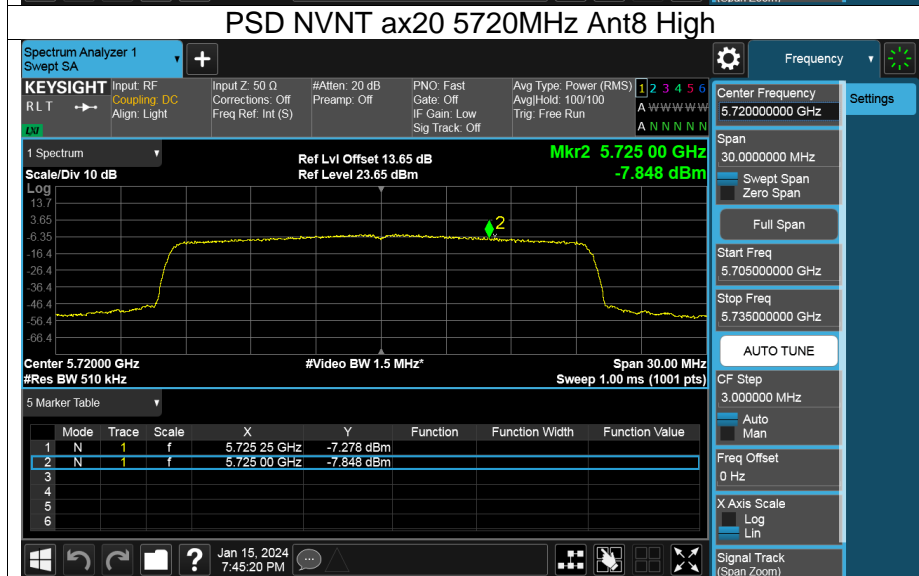 (Span Zoom)
PSD NVNT ax20 5720MHz Ant8 High
Spectrum Analyzer 1
Swept SA
+
Frequency
KEYSIGHT
RLT
LXI
Input: RF
Coupling: DC
Align: Light
Input Z: 50 Ω
Corrections: Off
Freq Ref: Int (S)
#Atten: 20 dB
Preamp: Off
PNO: Fast
Gate: Off
IF Gain: Low
Sig Track: Off
Avg Type: Power (RMS)
Avg|Hold: 100/100
Trig: Free Run
1 2 3 4 5 6
A W W W W W
A N N N N N
1 Spectrum
Scale/Div 10 dB
Ref Lvl Offset 13.65 dB
Ref Level 23.65 dBm
Mkr2 5.725 00 GHz
-7.848 dBm
Log
13.7
3.65
-6.35
-16.4
-26.4
-36.4
-46.4
-56.4
-66.4
2
Center 5.72000 GHz
#Res BW 510 kHz
#Video BW 1.5 MHz*
Span 30.00 MHz
Sweep 1.00 ms (1001 pts)
5 Marker Table
Mode Trace Scale X Y Function Function Width Function Value
1 N 1 f 5.725 25 GHz -7.278 dBm
2 N 1 f 5.725 00 GHz -7.848 dBm
3
4
5
6
Jan 15, 2024
7:45:20 PM
?
Center Frequency
5.720000000 GHz
Settings
Span
30.0000000 MHz
Swept Span
Zero Span
Full Span
Start Freq
5.705000000 GHz
Stop Freq
5.735000000 GHz
AUTO TUNE
CF Step
3.000000 MHz
Auto
Man
Freq Offset
0 Hz
X Axis Scale
Log
Lin
Signal Track
(Span Zoom)